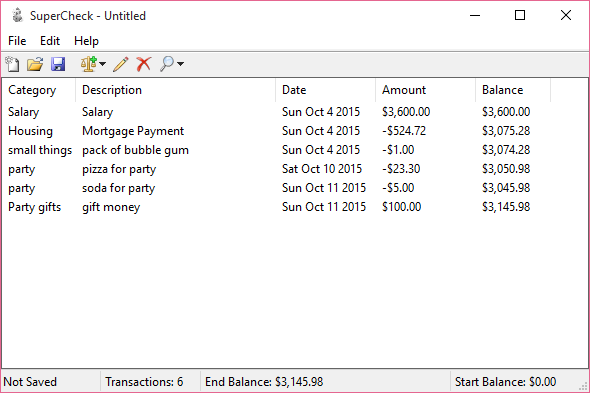 SuperCheck - Untitled
File Edit Help
Category Description Date Amount Balance
Salary Salary Sun Oct 4 2015 $3,600.00 $3,600.00
Housing Mortgage Payment Sun Oct 4 2015 -$524.72 $3,075.28
small things pack of bubble gum Sun Oct 4 2015 -$1.00 $3,074.28
party pizza for party Sat Oct 10 2015 -$23.30 $3,050.98
party soda for party Sun Oct 11 2015 -$5.00 $3,045.98
Party gifts gift money Sun Oct 11 2015 $100.00 $3,145.98
Not Saved Transactions: 6 End Balance: $3,145.98 Start Balance: $0.00